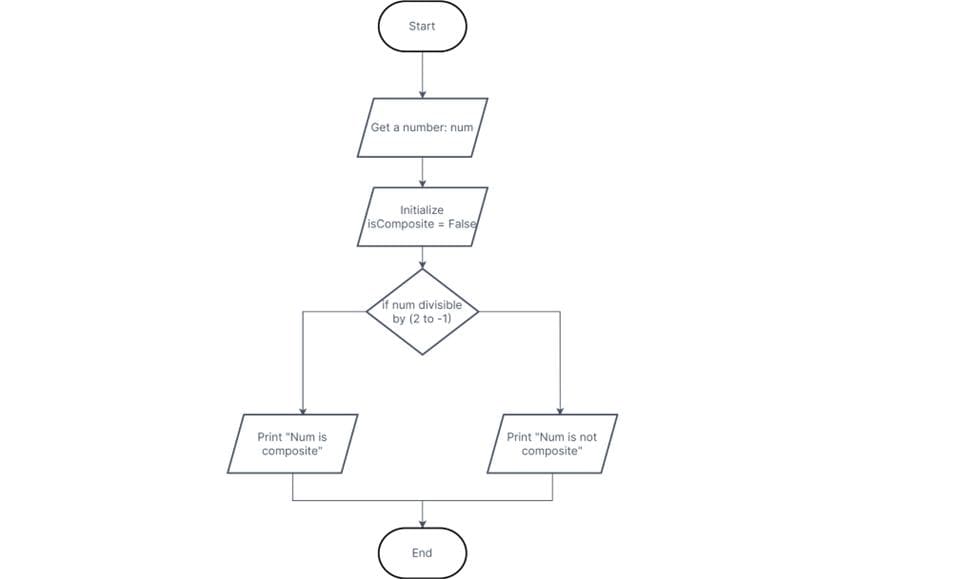 Start
Get a number: num
Initialize
isComposite = False
if num divisible
by (2 to -1)
Print "Num is
composite"
Print "Num is not
composite"
End